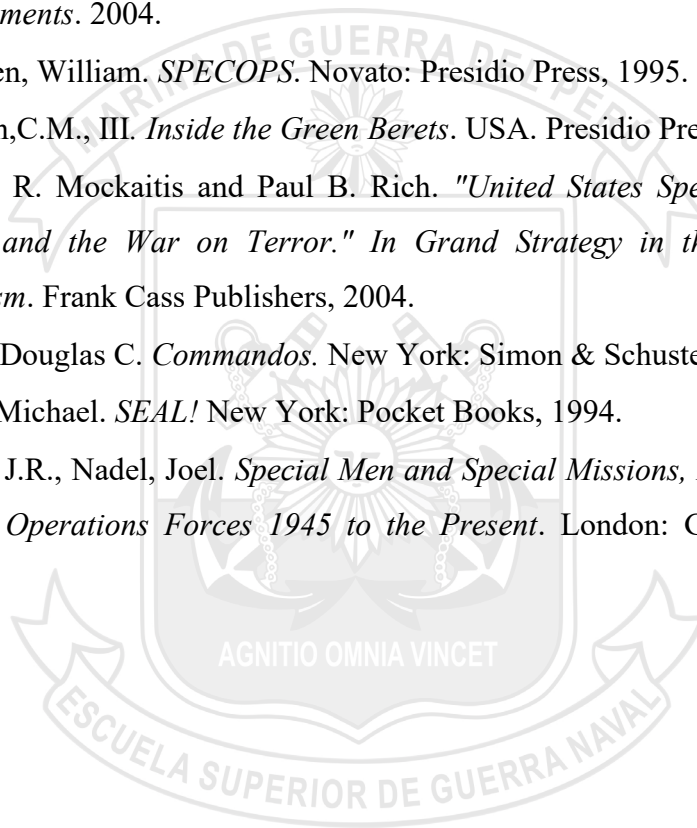 ments. 2004.
en, William. SPECOPS. Novato: Presidio Press, 1995.
n,C.M., III. Inside the Green Berets. USA. Presidio Pre
R. Mockaitis and Paul B. Rich. "United States Spe
and the War on Terror." In Grand Strategy in th
sm. Frank Cass Publishers, 2004.
Douglas C. Commandos. New York: Simon & Schuste
Michael. SEAL! New York: Pocket Books, 1994.
J.R., Nadel, Joel. Special Men and Special Missions,
Operations Forces 1945 to the Present. London:
MARINA DE GUERRA DEL PERÚ
AGNITIO OMNIA VINCET
ESCUELA SUPERIOR DE GUERRA NAVAL